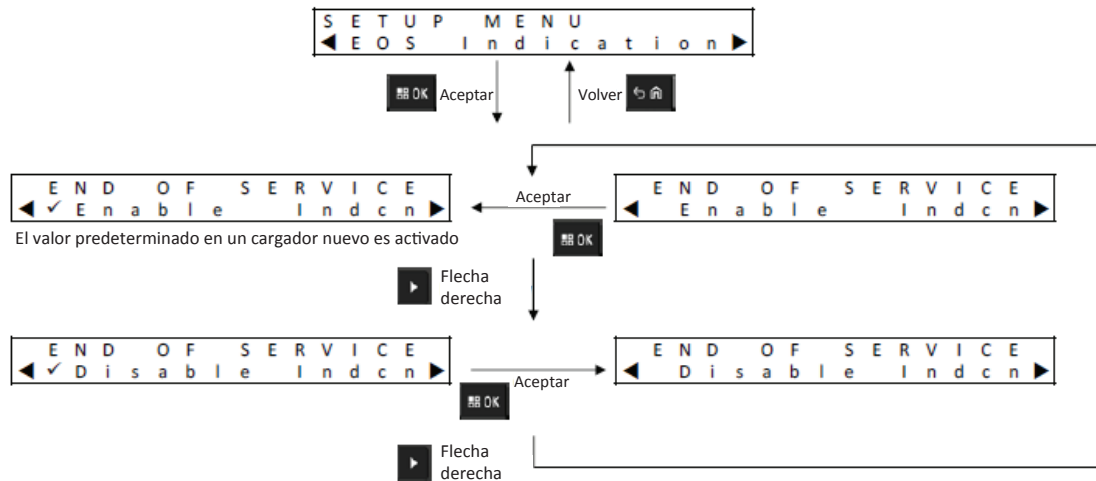 SETUP MENU
◀EOS Indication▶
OK Aceptar
Volver
END OF SERVICE
◀✓Enable Indcn▶
Aceptar
OK
END OF SERVICE
◀ Enable Indcn▶
El valor predeterminado en un cargador nuevo es activado
Flecha
derecha
END OF SERVICE
◀✓Disable Indcn▶
Aceptar
OK
END OF SERVICE
◀ Disable Indcn▶
Flecha
derecha